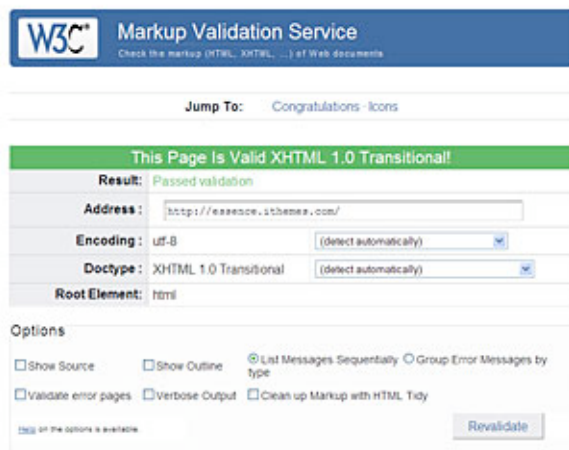 W3C®
Markup Validation Service
Check the markup (HTML, XHTML, ...) of Web documents
Jump To: Congratulations · Icons
This Page Is Valid XHTML 1.0 Transitional!
Result: Passed validation
Address : http://essence.ithemes.com/
Encoding : utf-8 (detect automatically)
Doctype : XHTML 1.0 Transitional (detect automatically)
Root Element: html
Options
Show Source Show Outline List Messages Sequentially Group Error Messages by
type
Validate error pages Verbose Output Clean up Markup with HTML Tidy
Help on the options is available.
Revalidate